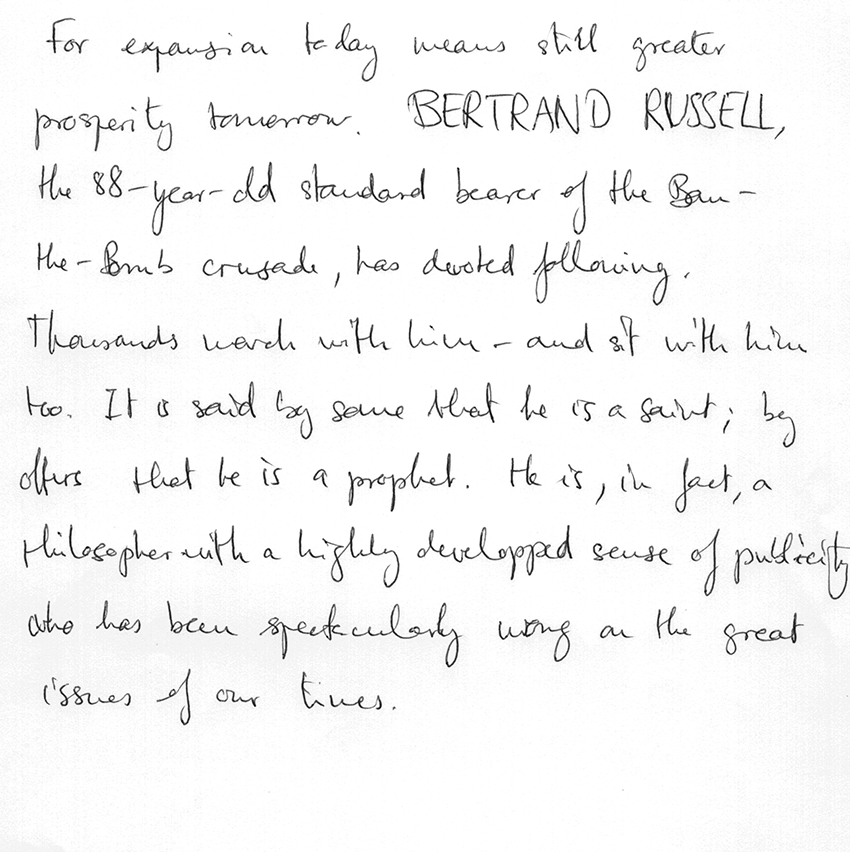 For expansion today means still greater
prosperity tomorrow. BERTRAND RUSSELL,
the 88-year-old standard bearer of the Ban-
the-Bomb crusade, has devoted following.
Thousands march with him - and sit with him
too. It is said by some that he is a saint; by
others that he is a prophet. He is, in fact, a
philosopher with a highly developped sense of publicity
who has been spectacularly wrong on the great
issues of our times.